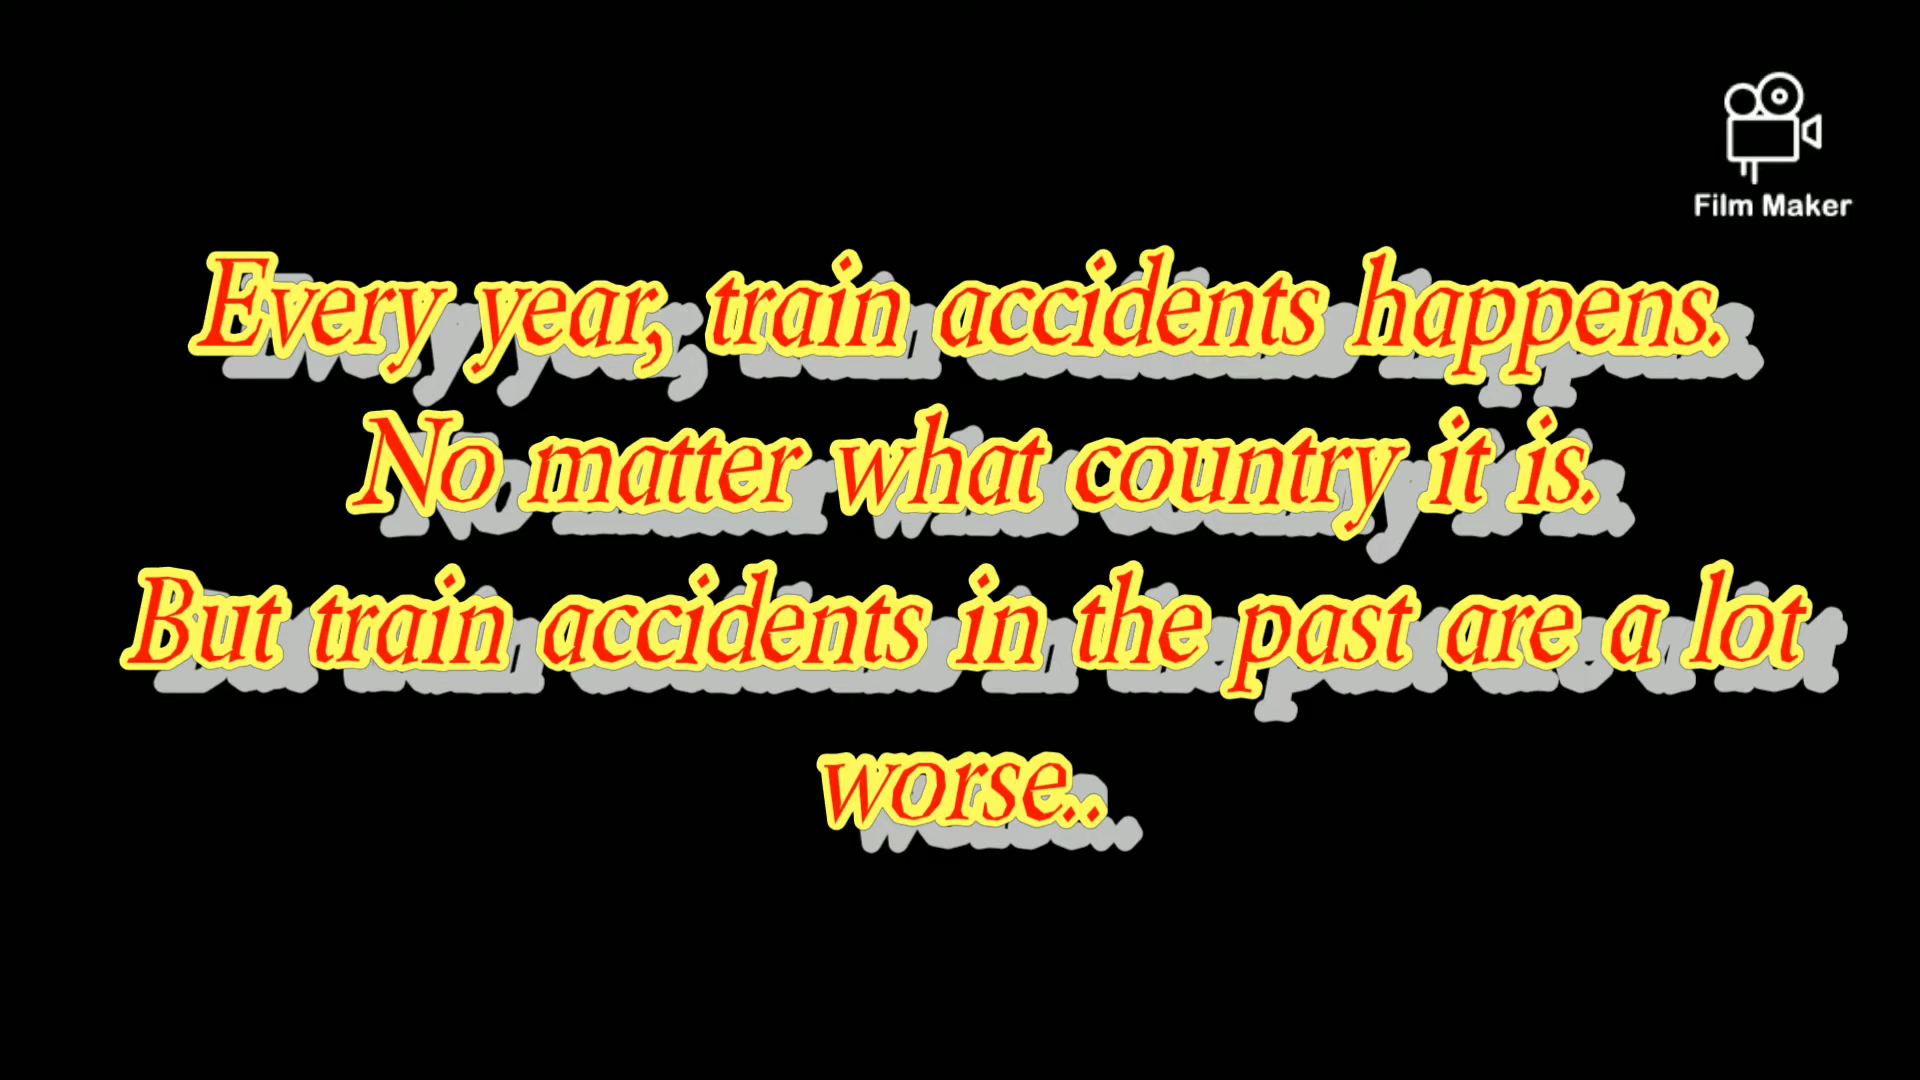 Film Maker
Every year, train accidents happens.
No matter what country it is.
But train accidents in the past are a lot
worse..